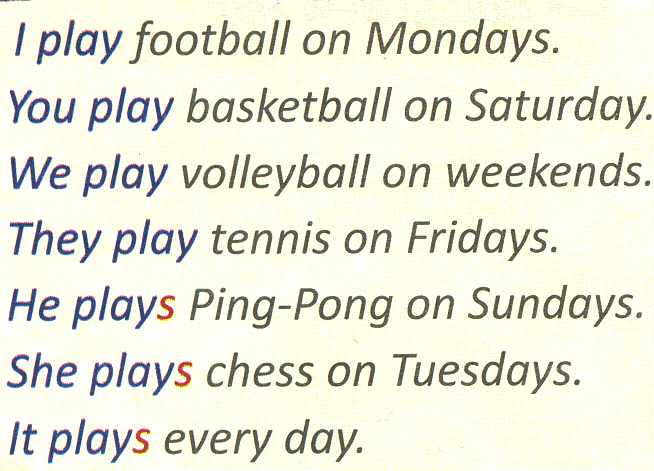 I play football on Mondays.
You play basketball on Saturday.
We play volleyball on weekends.
They play tennis on Fridays.
He plays Ping-Pong on Sundays.
She plays chess on Tuesdays.
It plays every day.